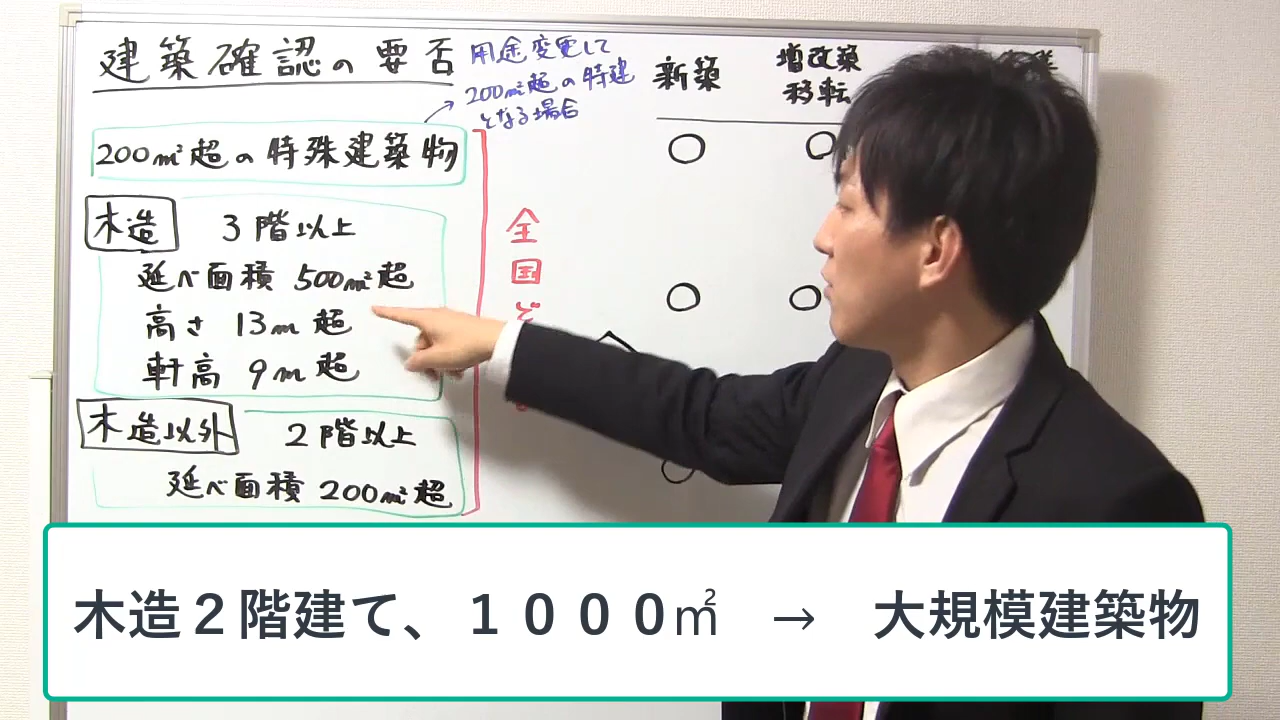 建築確認の要否
用途変更して
200㎡超の特建
となる場合
新築
増改築
移転
200㎡超の特殊建築物
木造 3階以上
延べ面積 500㎡超
高さ 13m超
軒高 9m超
木造以外 2階以上
延べ面積 200㎡超
全国ど
木造２階建て、１０００㎡ → 大規模建築物